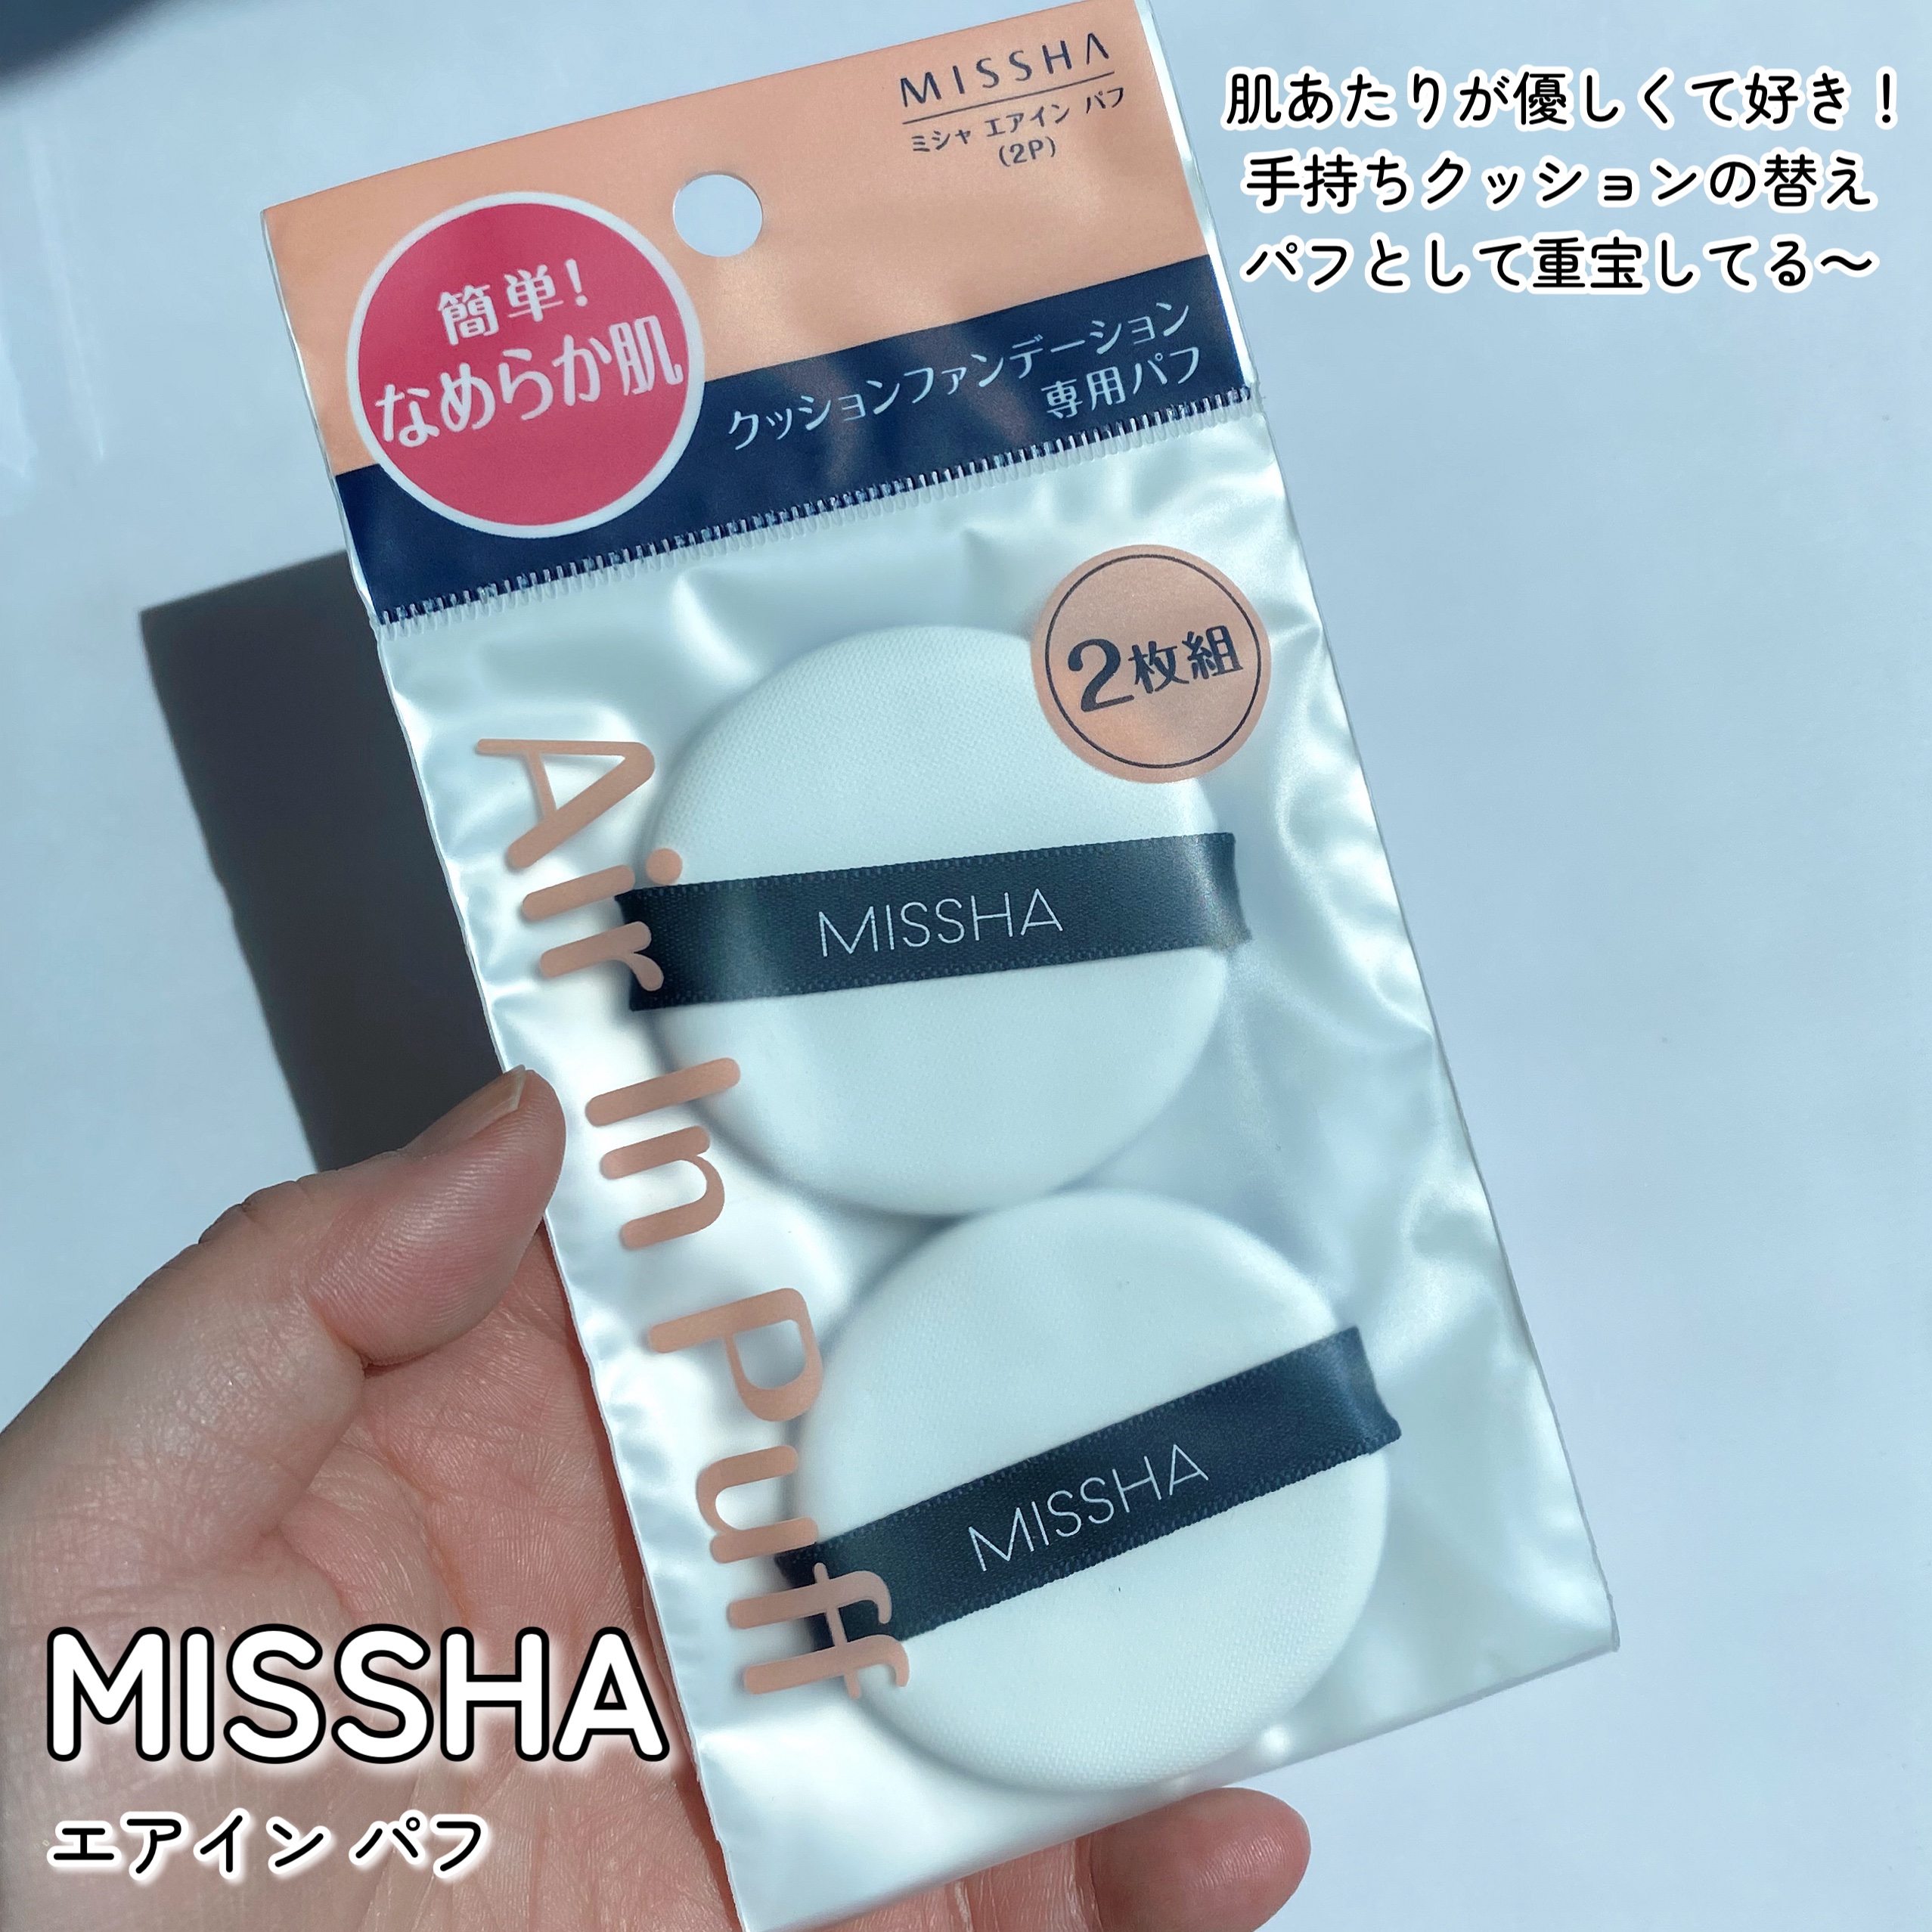 肌あたりが優しくて好き！
手持ちクッションの替え
パフとして重宝してる〜
MISSHA
ミシャ エアイン パフ
(2P)
簡単!
なめらか肌
クッションファンデーション
専用パフ
2枚組
Air In Puff
MISSHA
MISSHA
MISSHA
エアイン パフ